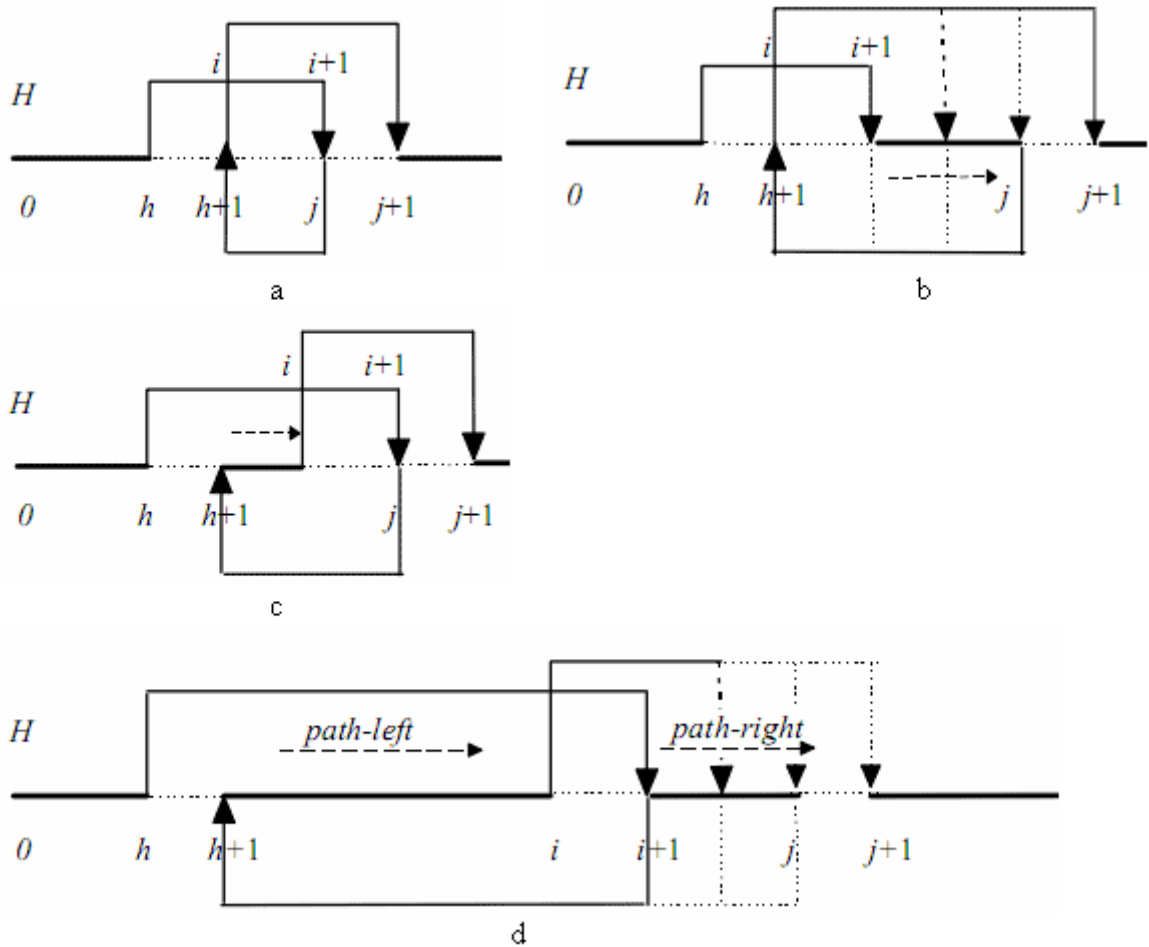 i i+1
H
0 h h+1 j j+1
a
i i+1
H
0 h h+1 j j+1
b
i i+1
H
0 h h+1 j j+1
c
H path-left path-right
0 h h+1 i i+1 j j+1
d